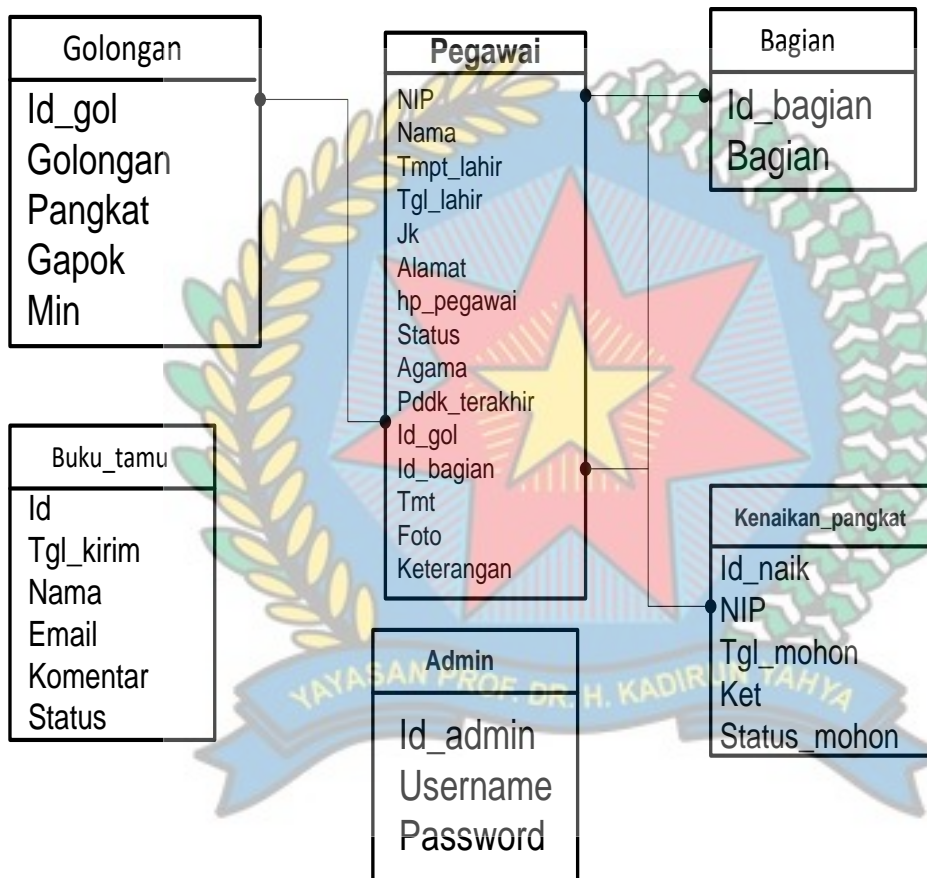 Golongan
Id_gol
Golongan
Pangkat
Gapok
Min
Pegawai
NIP
Nama
Tmpt_lahir
Tgl_lahir
Jk
Alamat
hp_pegawai
Status
Agama
Pddk_terakhir
Id_gol
Id_bagian
Tmt
Foto
Keterangan
Bagian
Id_bagian
Bagian
Buku_tamu
Id
Tgl_kirim
Nama
Email
Komentar
Status
Admin
Id_admin
Username
Password
Kenaikan_pangkat
Id_naik
NIP
Tgl_mohon
Ket
Status_mohon
YAYASAN PROF. DR. H. KADIRUN YAHYA